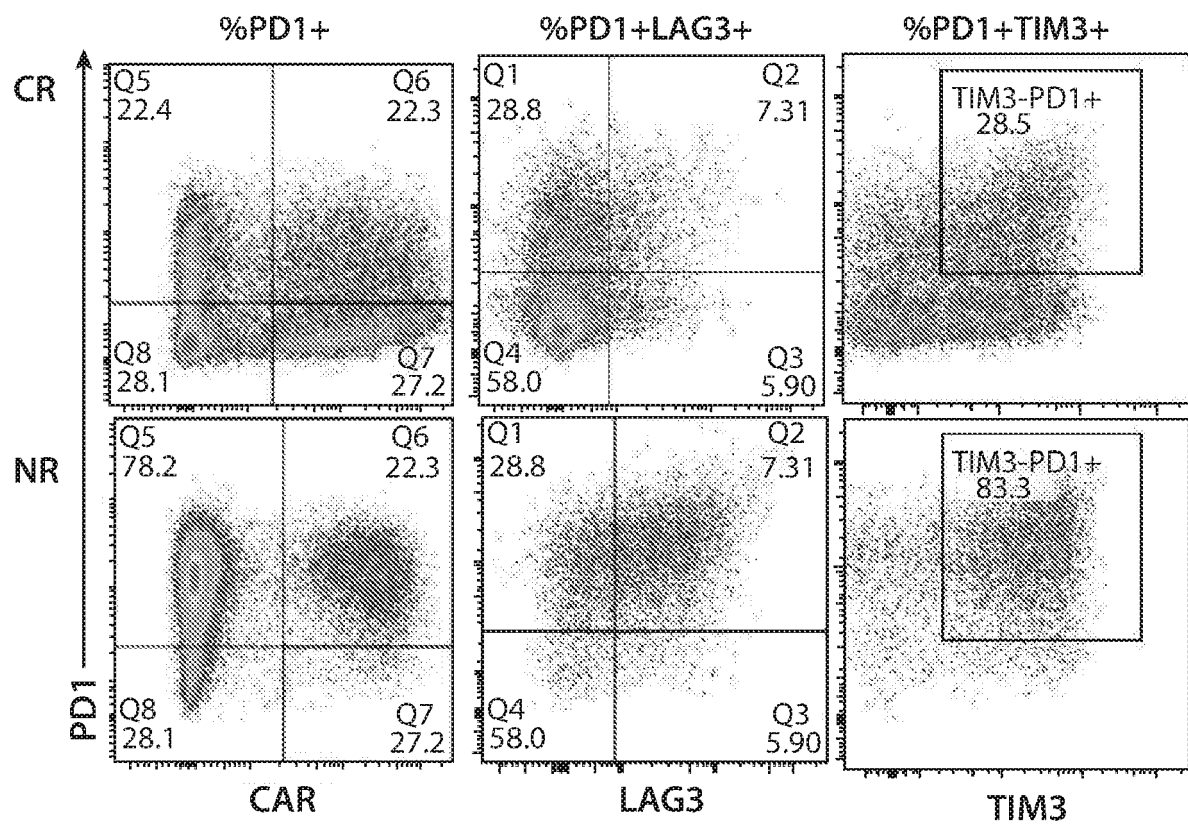 %PD1+ %PD1+LAG3+ %PD1+TIM3+
CR
Q5 Q6
22.4 22.3
Q8 Q7
28.1 27.2
Q1 Q2
28.8 7.31
Q4 Q3
58.0 5.90
TIM3-PD1+
28.5
NR
Q5 Q6
78.2 22.3
Q8 Q7
28.1 27.2
Q1 Q2
28.8 7.31
Q4 Q3
58.0 5.90
TIM3-PD1+
83.3
PD1
CAR LAG3 TIM3